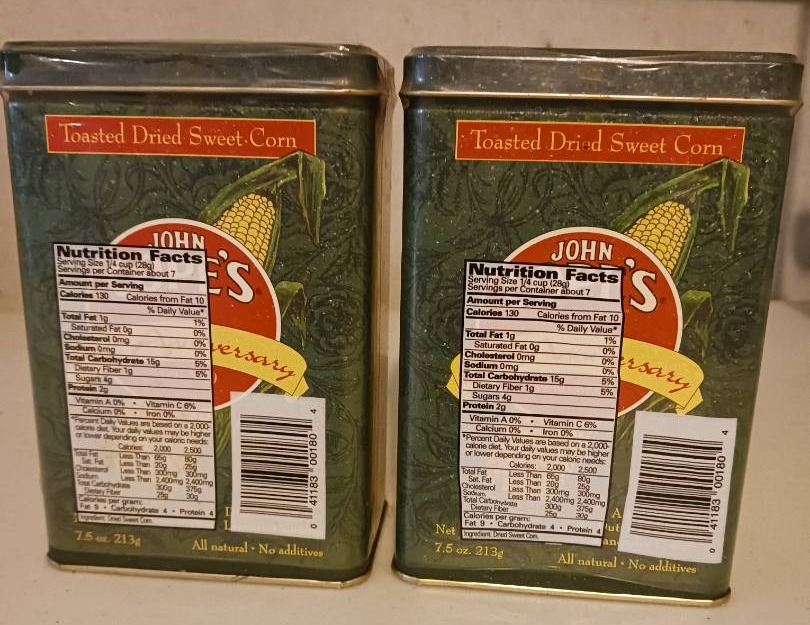 Toasted Dried Sweet Corn
JOHN
'S
versary
Nutrition Facts
Serving Size 1/4 cup (28g)
Servings per Container about 7
Amount per Serving
Calories 130 Calories from Fat 10
% Daily Value*
Total Fat 1g 1%
Saturated Fat 0g 0%
Cholesterol 0mg 0%
Sodium 0mg 0%
Total Carbohydrate 15g 5%
Dietary Fiber 1g 5%
Sugars 4g
Protein 2g
Vitamin A 0% • Vitamin C 6%
Calcium 0% • Iron 0%
*Percent Daily Values are based on a 2,000-
calorie diet. Your daily values may be higher
or lower depending on your caloric needs:
Calories: 2,000 2,500
Total Fat Less Than 65g 80g
Sat. Fat Less Than 20g 25g
Cholesterol Less Than 300mg 300mg
Sodium Less Than 2,400mg 2,400mg
Total Carbohydrate 300g 375g
Dietary Fiber 25g 30g
Calories per gram:
Fat 9 • Carbohydrate 4 • Protein 4
Ingredient: Dried Sweet Corn.
0 41183 00180 4
7.5 oz. 213g
All natural • No additives
Toasted Dried Sweet Corn
JOHN
'S
ersary
Nutrition Facts
Serving Size 1/4 cup (28g)
Servings per Container about 7
Amount per Serving
Calories 130 Calories from Fat 10
% Daily Value*
Total Fat 1g 1%
Saturated Fat 0g 0%
Cholesterol 0mg 0%
Sodium 0mg 0%
Total Carbohydrate 15g 5%
Dietary Fiber 1g 5%
Sugars 4g
Protein 2g
Vitamin A 0% • Vitamin C 6%
Calcium 0% • Iron 0%
*Percent Daily Values are based on a 2,000-
calorie diet. Your daily values may be higher
or lower depending on your caloric needs:
Calories: 2,000 2,500
Total Fat Less Than 65g 80g
Sat. Fat Less Than 20g 25g
Cholesterol Less Than 300mg 300mg
Sodium Less Than 2,400mg 2,400mg
Total Carbohydrate 300g 375g
Dietary Fiber 25g 30g
Calories per gram:
Fat 9 • Carbohydrate 4 • Protein 4
Ingredient: Dried Sweet Corn.
0 41183 00180 4
Net
7.5 oz. 213g
All natural • No additives